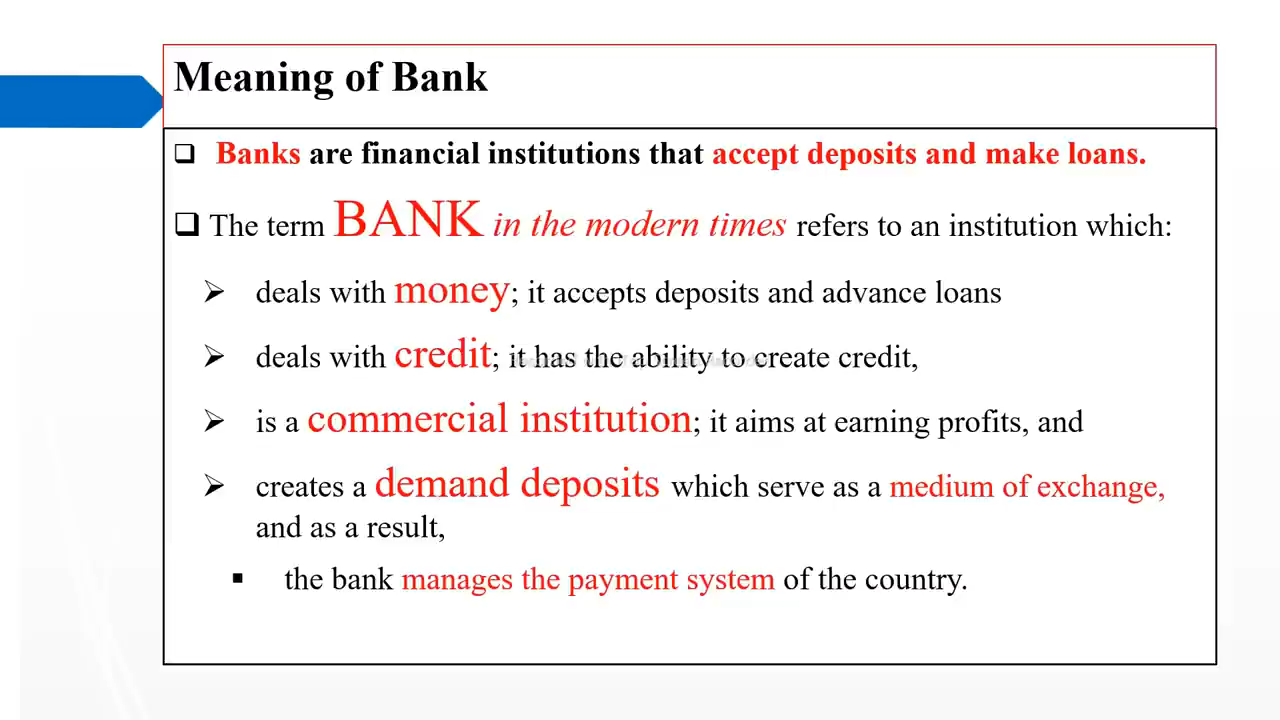 Meaning of Bank
Banks are financial institutions that accept deposits and make loans.
The term BANK in the modern times refers to an institution which:
deals with money; it accepts deposits and advance loans
deals with credit; it has the ability to create credit,
is a commercial institution; it aims at earning profits, and
creates a demand deposits which serve as a medium of exchange,
and as a result,
the bank manages the payment system of the country.